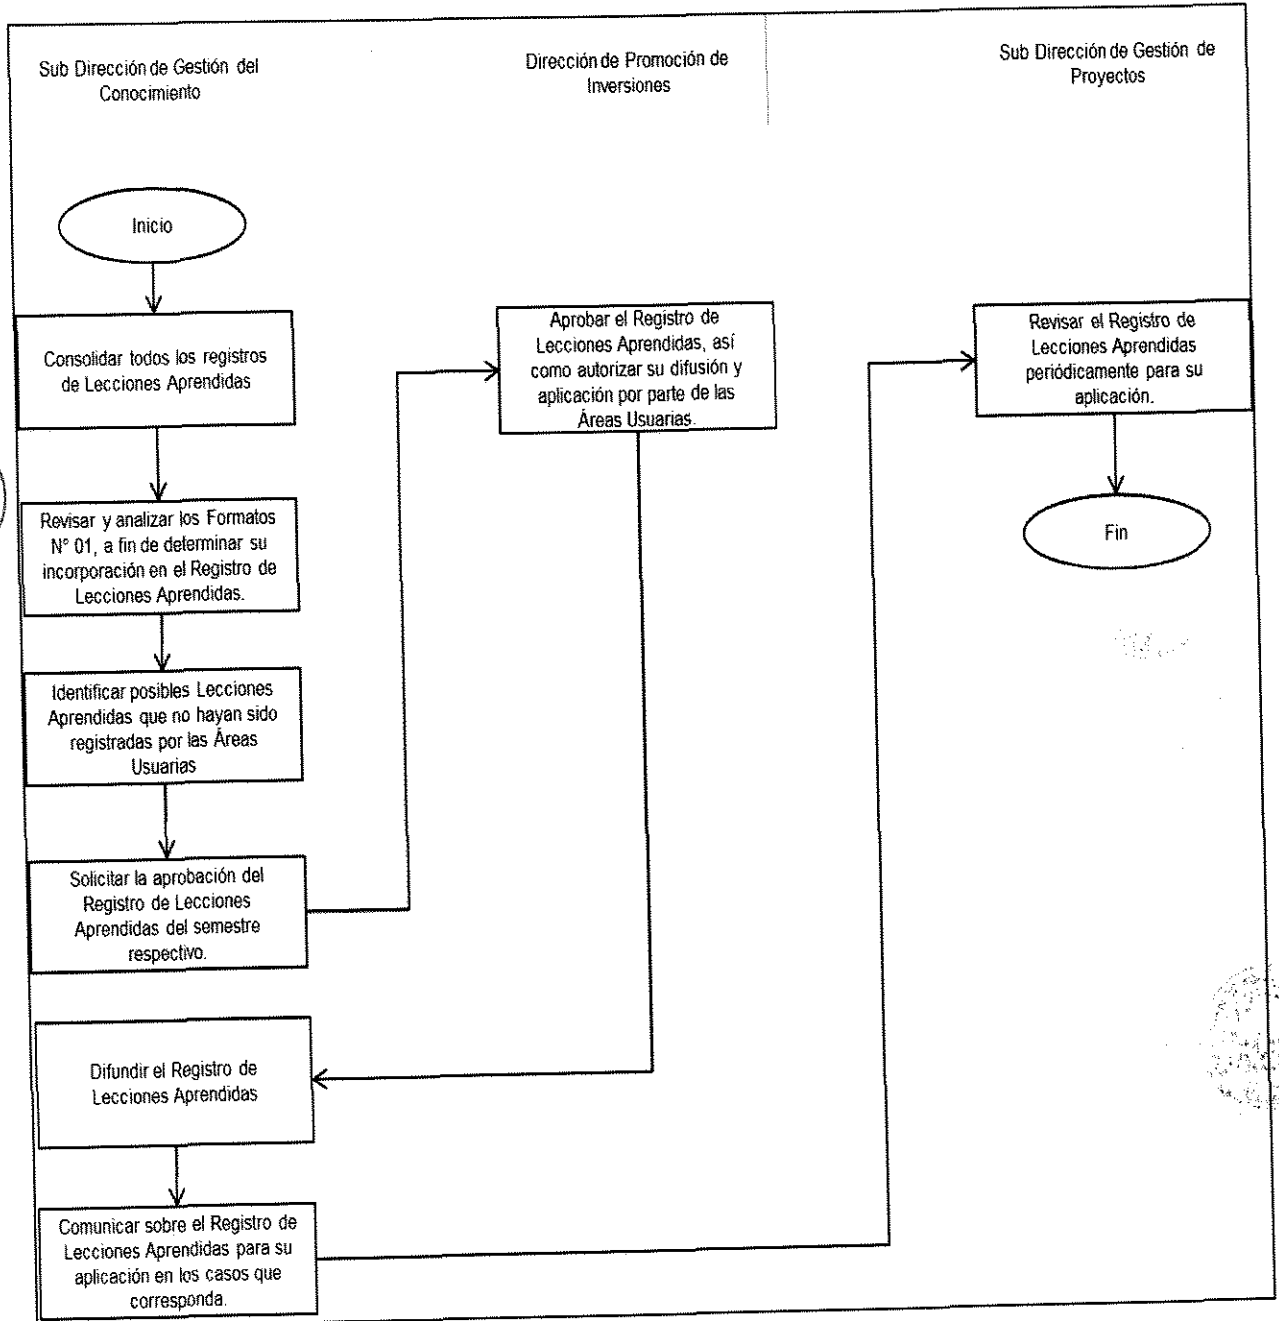 Sub Dirección de Gestión del
Conocimiento
Dirección de Promoción de
Inversiones
Sub Dirección de Gestión de
Proyectos
Inicio
Consolidar todos los registros
de Lecciones Aprendidas
Revisar y analizar los Formatos
N° 01, a fin de determinar su
incorporación en el Registro de
Lecciones Aprendidas.
Identificar posibles Lecciones
Aprendidas que no hayan sido
registradas por las Áreas
Usuarias
Solicitar la aprobación del
Registro de Lecciones
Aprendidas del semestre
respectivo.
Difundir el Registro de
Lecciones Aprendidas
Comunicar sobre el Registro de
Lecciones Aprendidas para su
aplicación en los casos que
corresponda.
Aprobar el Registro de
Lecciones Aprendidas, así
como autorizar su difusión y
aplicación por parte de las
Áreas Usuarias.
Revisar el Registro de
Lecciones Aprendidas
periódicamente para su
aplicación.
Fin